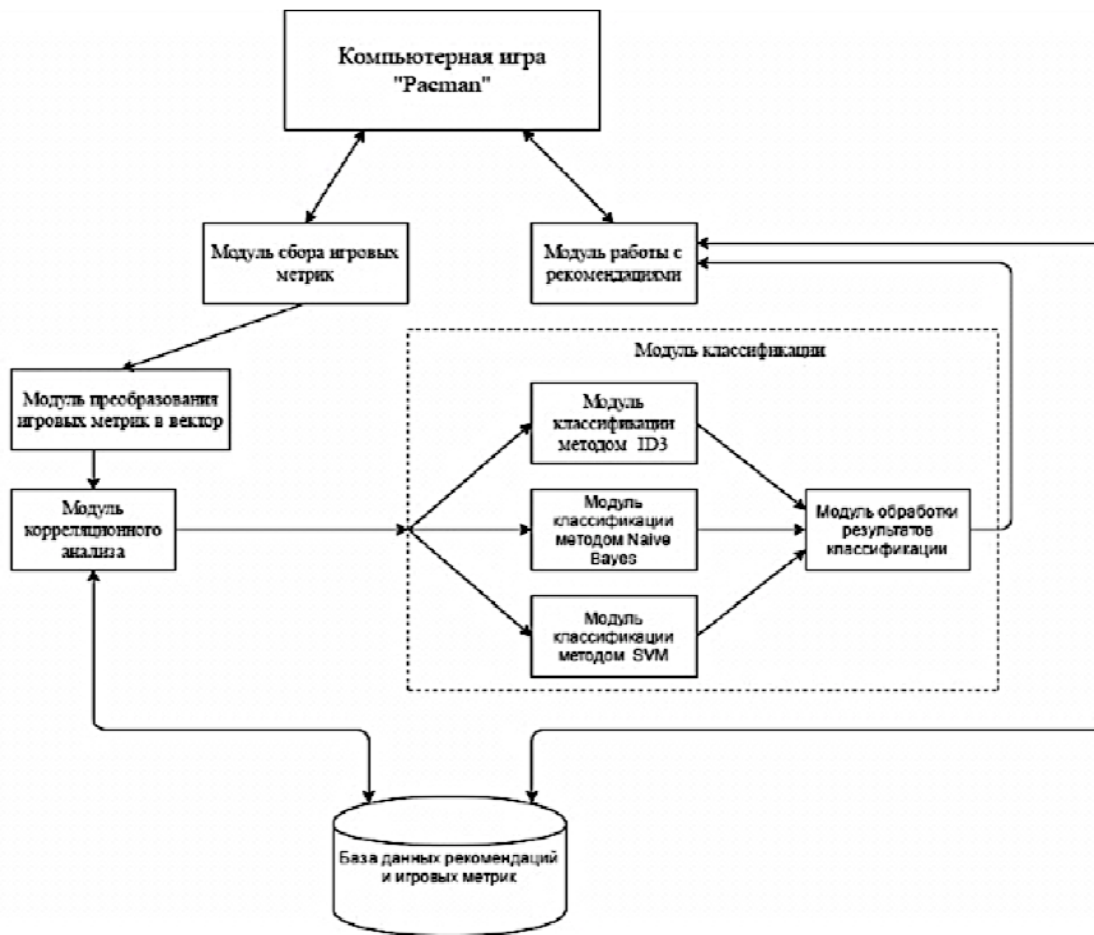 Компьютерная игра
"Pacman"
Модуль сбора игровых
метрик
Модуль работы с
рекомендациями
Модуль классификации
Модуль преобразования
игровых метрик в вектор
Модуль
классификации
методом ID3
Модуль
корреляционного
анализа
Модуль
классификации
методом Naive
Bayes
Модуль обработки
результатов
классификации
Модуль
классификации
методом SVM
База данных рекомендаций
и игровых метрик